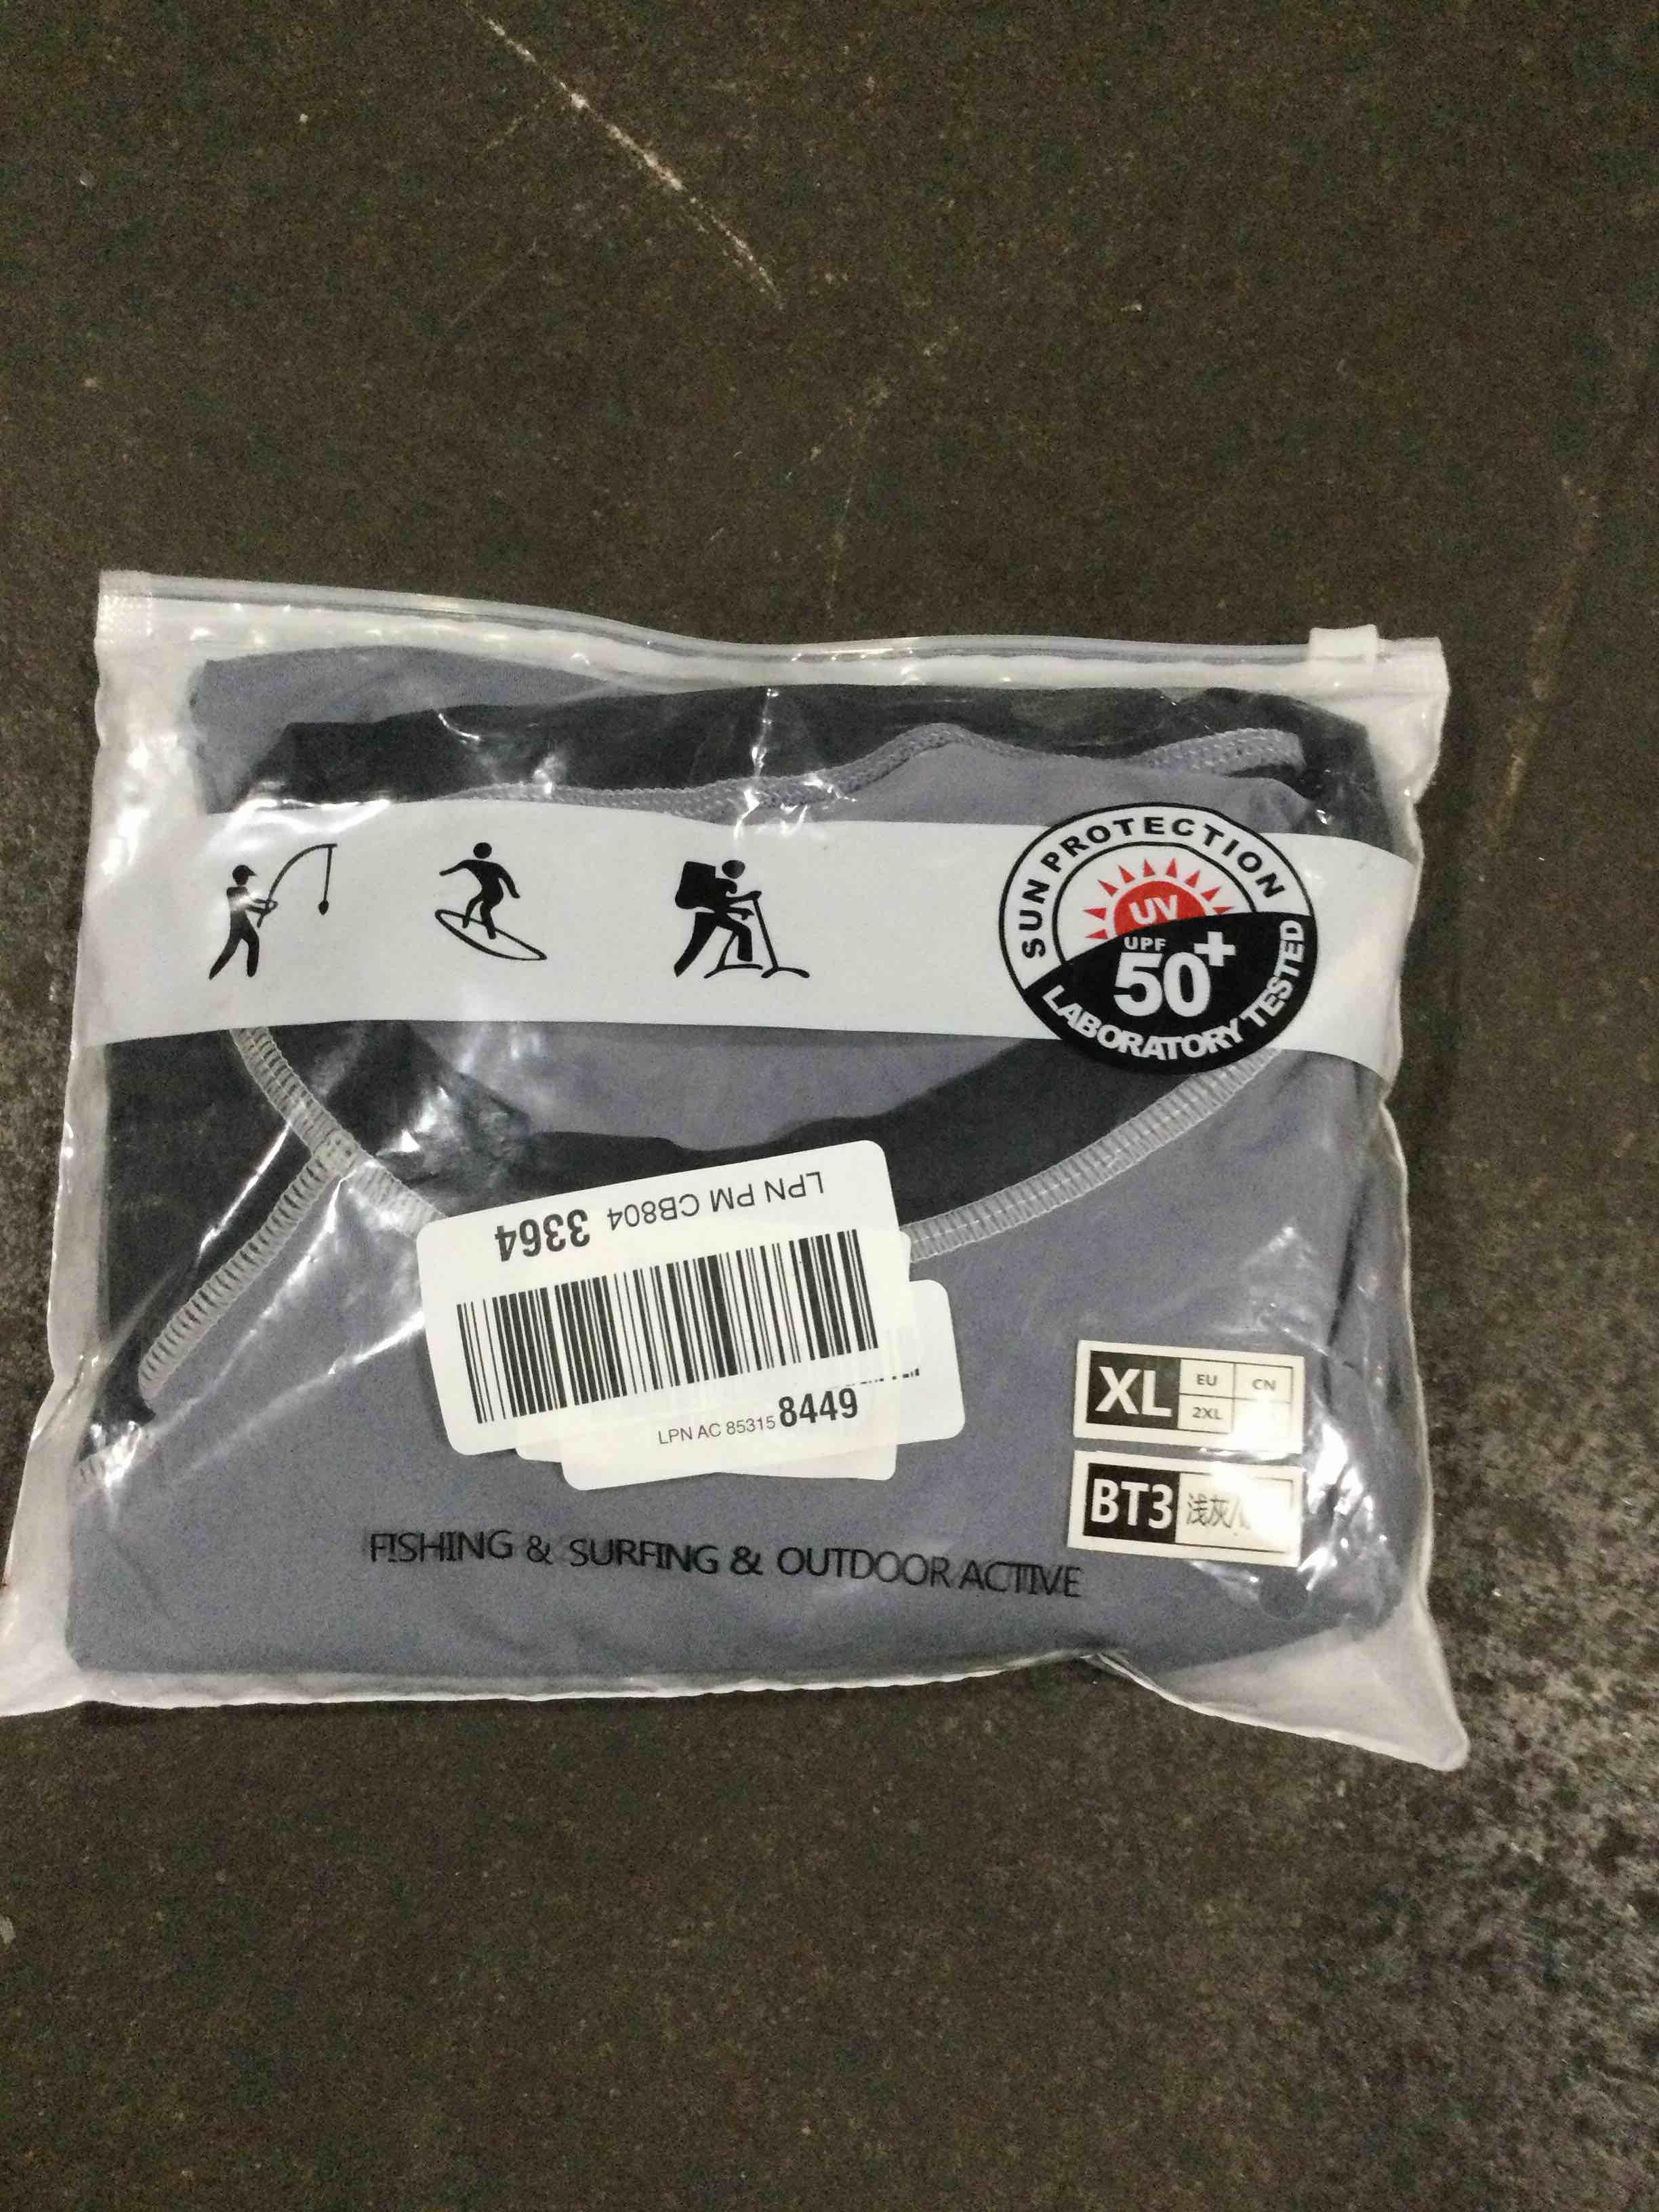 SUN PROTECTION
UV
UPF
50+
LABORATORY TESTED
LPN PM CB804 3364
LPN AC 85315 8449
XL
EU
CN
2XL
BT3
浅灰/
FISHING & SURFING & OUTDOOR ACTIVE